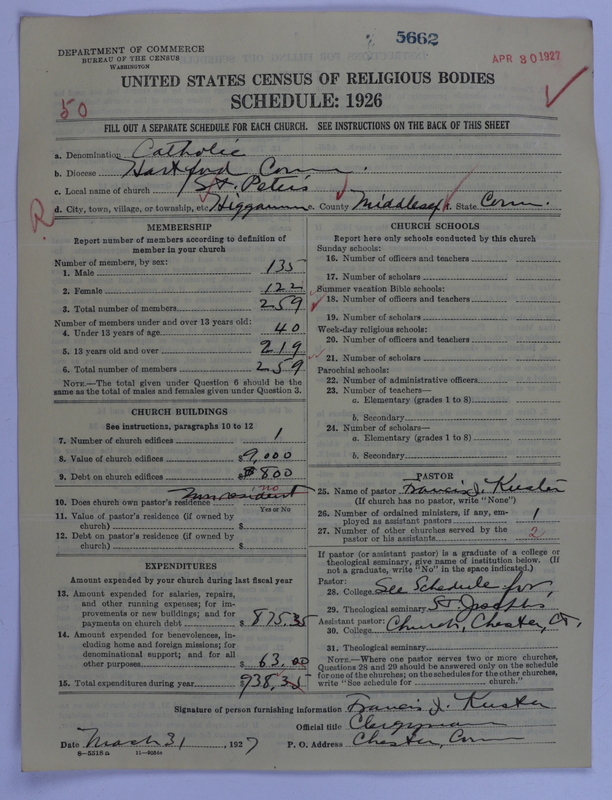 5662
APR 30 1927
DEPARTMENT OF COMMERCE
BUREAU OF THE CENSUS
WASHINGTON
UNITED STATES CENSUS OF RELIGIOUS BODIES
SCHEDULE: 1926
50
FILL OUT A SEPARATE SCHEDULE FOR EACH CHURCH. SEE INSTRUCTIONS ON THE BACK OF THIS SHEET
a. Denomination Catholic
b. Diocese Hartford Conn.
c. Local name of church St. Peter's
d. City, town, village, or township, etc. Higganum e. County Middlesex f. State Conn.
R
MEMBERSHIP
Report number of members according to definition of
member in your church
Number of members, by sex:
1. Male 135
2. Female 122
3. Total number of members 259
Number of members under and over 13 years old:
4. Under 13 years of age 40
5. 13 years old and over 219
6. Total number of members 259
NOTE.—The total given under Question 6 should be the
same as the total of males and females given under Question 3.
CHURCH BUILDINGS
See instructions, paragraphs 10 to 12
7. Number of church edifices 1
8. Value of church edifices $9,000
9. Debt on church edifices $800
Non resident no
10. Does church own pastor's residence
Yes or No
11. Value of pastor's residence (if owned by
church) $
12. Debt on pastor's residence (if owned by
church) $
EXPENDITURES
Amount expended by your church during last fiscal year
13. Amount expended for salaries, repairs,
and other running expenses; for im-
provements or new buildings; and for
payments on church debt $ 875.35
14. Amount expended for benevolences, in-
cluding home and foreign missions; for
denominational support; and for all
other purposes $ 63.00
15. Total expenditures during year 938.35
CHURCH SCHOOLS
Report here only schools conducted by this church
Sunday schools:
16. Number of officers and teachers
17. Number of scholars
Summer vacation Bible schools:
18. Number of officers and teachers
19. Number of scholars
Week-day religious schools:
20. Number of officers and teachers
21. Number of scholars
Parochial schools:
22. Number of administrative officers
23. Number of teachers—
a. Elementary (grades 1 to 8)
b. Secondary
24. Number of scholars—
a. Elementary (grades 1 to 8)
b. Secondary
PASTOR
25. Name of pastor Francis J. Kuster
(If church has no pastor, write "None")
26. Number of ordained ministers, if any, em-
ployed as assistant pastors 1
27. Number of other churches served by the
pastor or his assistants 2
If pastor (or assistant pastor) is a graduate of a college or
theological seminary, give name of institution below. (If
not a graduate, write "No" in the space indicated.)
Pastor:
28. College See Schedule for,
29. Theological seminary St. Josephs
Assistant pastor:
30. College Church, Chester, Ct.
31. Theological seminary
NOTE.—Where one pastor serves two or more churches,
Questions 28 and 29 should be answered only on the schedule
for one of the churches; on the schedules for the other churches,
write "See schedule for church."
Signature of person furnishing information Francis J. Kuster
Official title Clergyman
Date March 31, 1927 P. O. Address Chester, Conn
8-5518 a